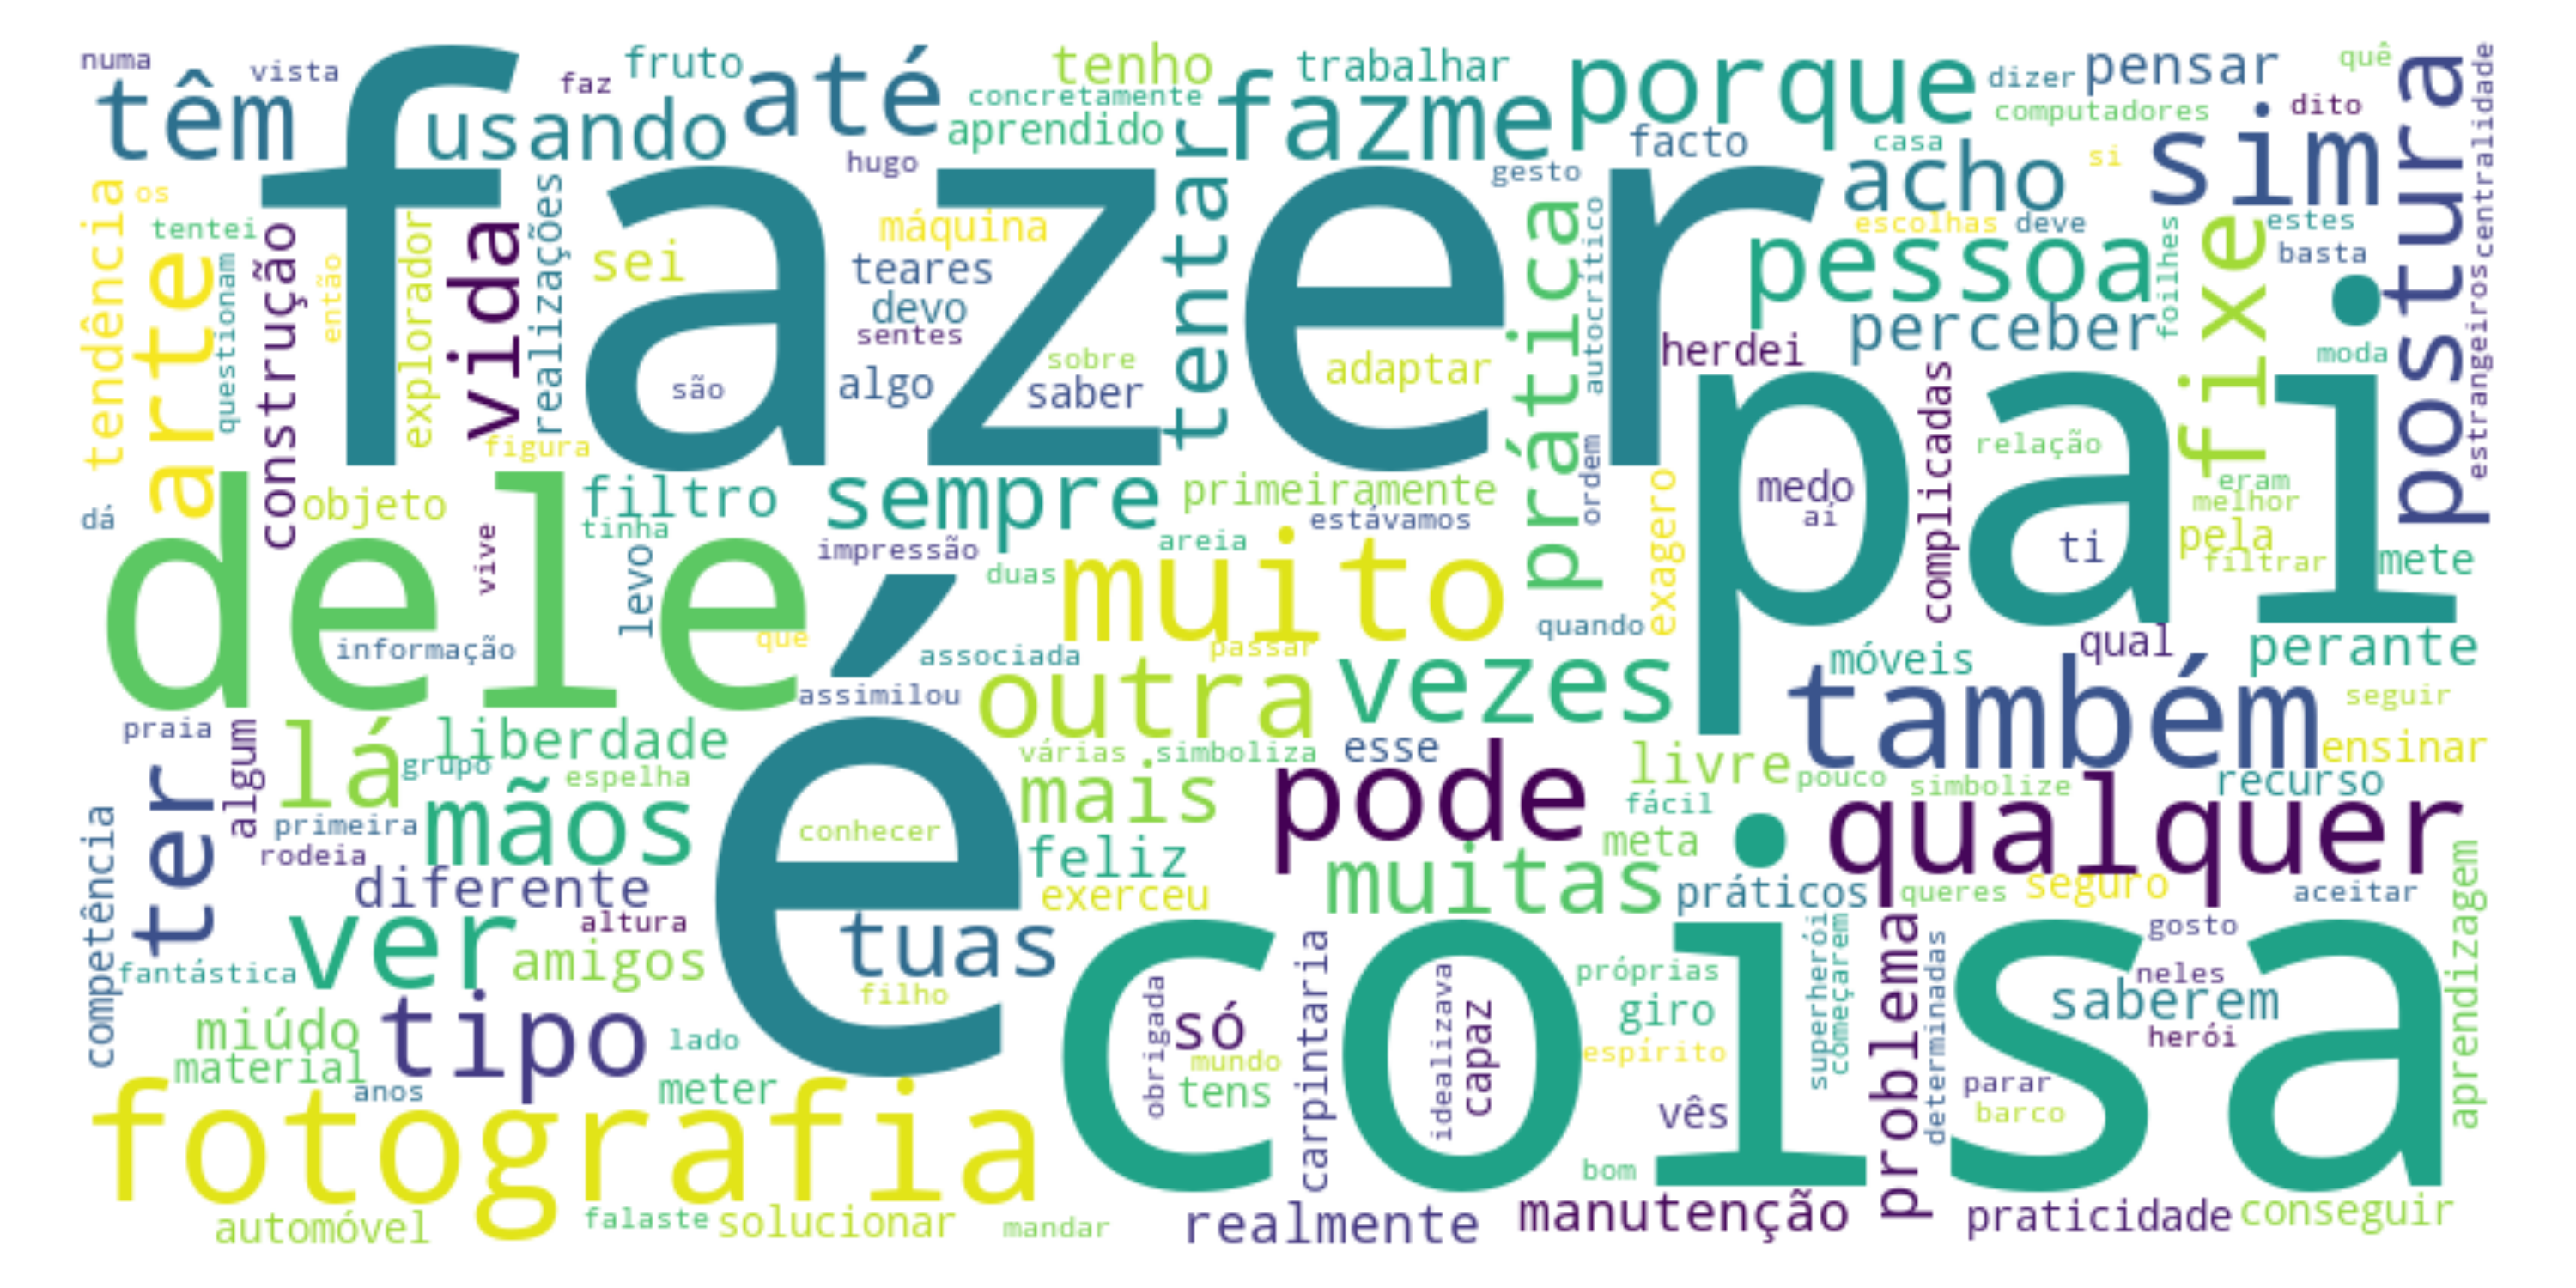 numa
vista
faz
fruto
até
tenho
trabalhar
porque
dizer
pensar
quê
têm
usando
concretamente
aprendido
fazme
facto
computadores
dito
sim
postura
centralidade
hugo
gesto
casa
acho
si
os
tendência
arte
tentei
questionam
construção
então
fazer
explorador
vida
realizações
sei
máquina
teares
devo
sentes
algo
são
sobre
saber
tentar
adaptar
prática
autocrítico
escolhas
deve
pessoa
foilhes
fixe
estes
basta
estrangeiros
herdei
perceber
moda
pai
figura
dá
objeto
filtro
tinha
sempre
primeiramente
estávamos
ordem
exagero
medo
aí
complicadas
relação
ti
eram
melhor
pela
filtrar
mete
dele
vive
levo
impressão
areia
duas
muito
quando
informação
que
associada
passar
vezes
móveis
qual
perante
é
assimilou
outra
também
seguir
praia
algum
lá
liberdade
grupo
espelha
várias
simboliza
esse
livre
pouco
simbolize
recurso
ensinar
ter
primeira
rodeia
mãos
conhecer
mais
pode
fácil
meta
qualquer
competência
diferente
feliz
exerceu
muitas
práticos
queres
seguro
aceitar
aprendizagem
fantástica
ver
altura
amigos
tuas
filho
coisa
obrigada
só
mundo
tens
carpintaria
idealizava
capaz
próprias
giro
espírito
superherói
começarem
problema
determinadas
gosto
neles
saberem
herói
miúdo
material
tipo
lado
anos
meter
vês
parar
barco
fotografia
bom
automóvel
falaste
solucionar
mandar
realmente
manutenção
praticidade
conseguir